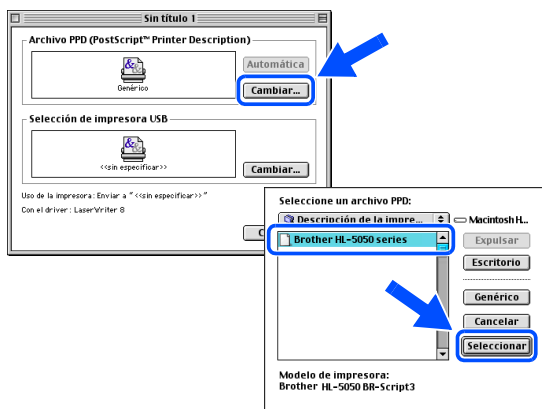 Sin título 1
Archivo PPD (PostScript™ Printer Description)
Genérico
Automática
Cambiar...
Selección de impresora USB
<<sin especificar>>
Cambiar...
Uso de la impresora: Enviar a "<<sin especificar>>"
Con el driver : LaserWriter 8
C
Seleccione un archivo PPD:
Descripción de la impre...
Macintosh H...
Brother HL-5050 series
Expulsar
Escritorio
Genérico
Cancelar
Seleccionar
Modelo de impresora:
Brother HL-5050 BR-Script3